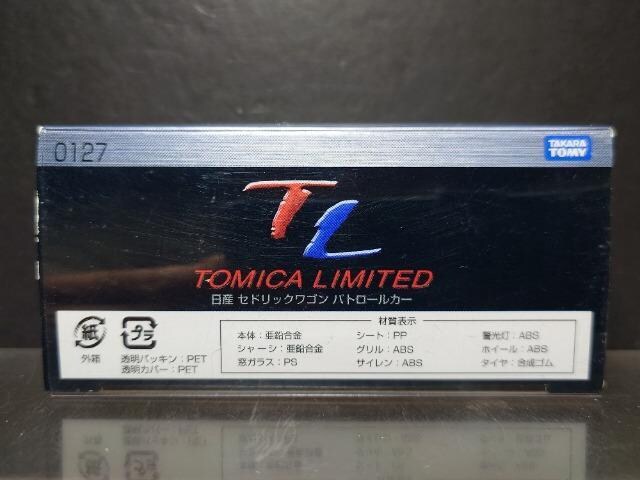 0127
TAKARA
TOMY
TL
TOMICA LIMITED
日産 セドリックワゴン パトロールカー
材質表示
紙
外箱
プラ
透明パッキン:PET
透明カバー:PET
本体:亜鉛合金
シート:PP
警光灯:ABS
シャーシ:亜鉛合金
グリル:ABS
ホイール:ABS
窓ガラス:PS
サイレン:ABS
タイヤ:合成ゴム